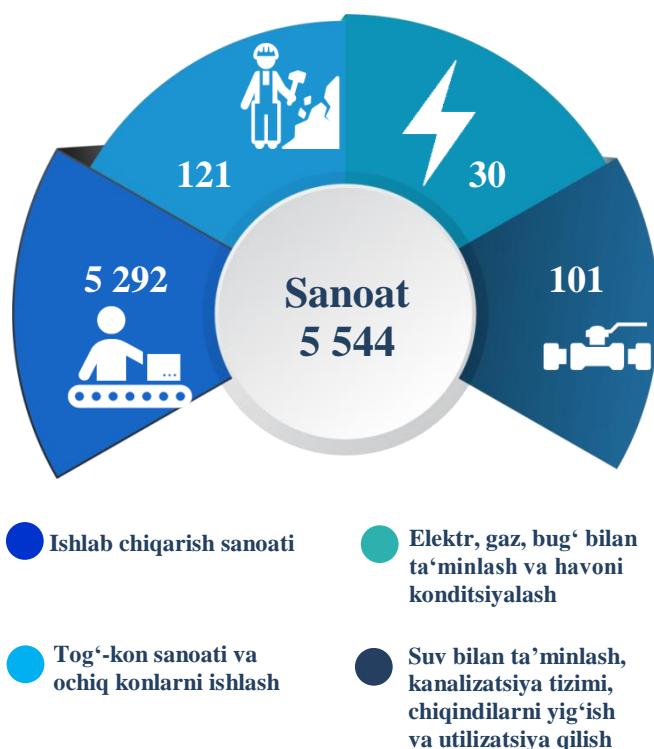 121
30
5 292
101
Sanoat
5 544
Ishlab chiqarish sanoati
Elektr, gaz, bug‘ bilan
ta‘minlash va havoni
konditsiyalash
Tog‘-kon sanoati va
ochiq konlarni ishlash
Suv bilan ta’minlash,
kanalizatsiya tizimi,
chiqindilarni yig‘ish
va utilizatsiya qilish